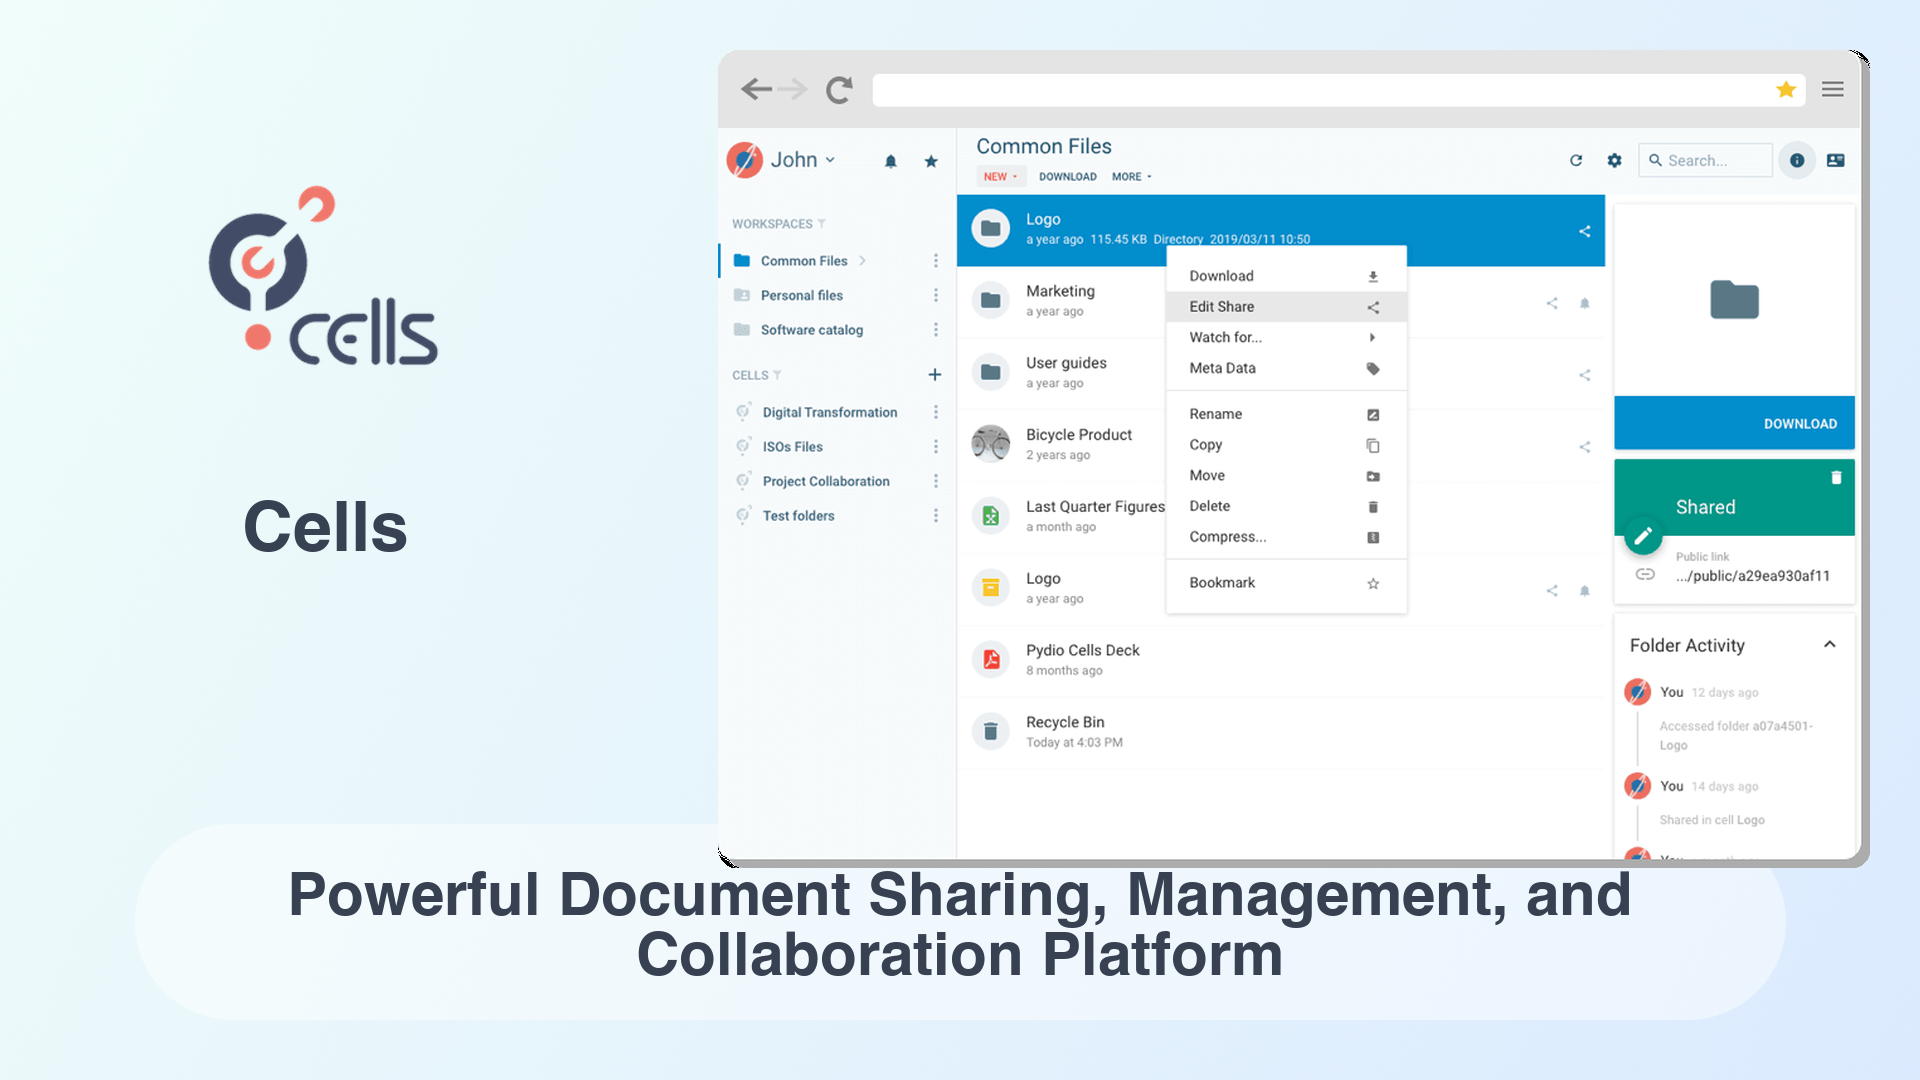 cells
Cells
John
WORKSPACES
Common Files
Personal files
Software catalog
CELLS
Digital Transformation
ISOs Files
Project Collaboration
Test folders
Common Files
NEW
DOWNLOAD
MORE
Search...
Logo
a year ago 115.45 KB Directory 2019/03/11 10:50
Marketing
a year ago
User guides
a year ago
Bicycle Product
2 years ago
Last Quarter Figures
a month ago
Logo
a year ago
Pydio Cells Deck
8 months ago
Recycle Bin
Today at 4:03 PM
Download
Edit Share
Watch for...
Meta Data
Rename
Copy
Move
Delete
Compress...
Bookmark
DOWNLOAD
Shared
Public link
.../public/a29ea930af11
Folder Activity
You 12 days ago
Accessed folder a07a4501-
Logo
You 14 days ago
Shared in cell Logo
Powerful Document Sharing, Management, and
Collaboration Platform